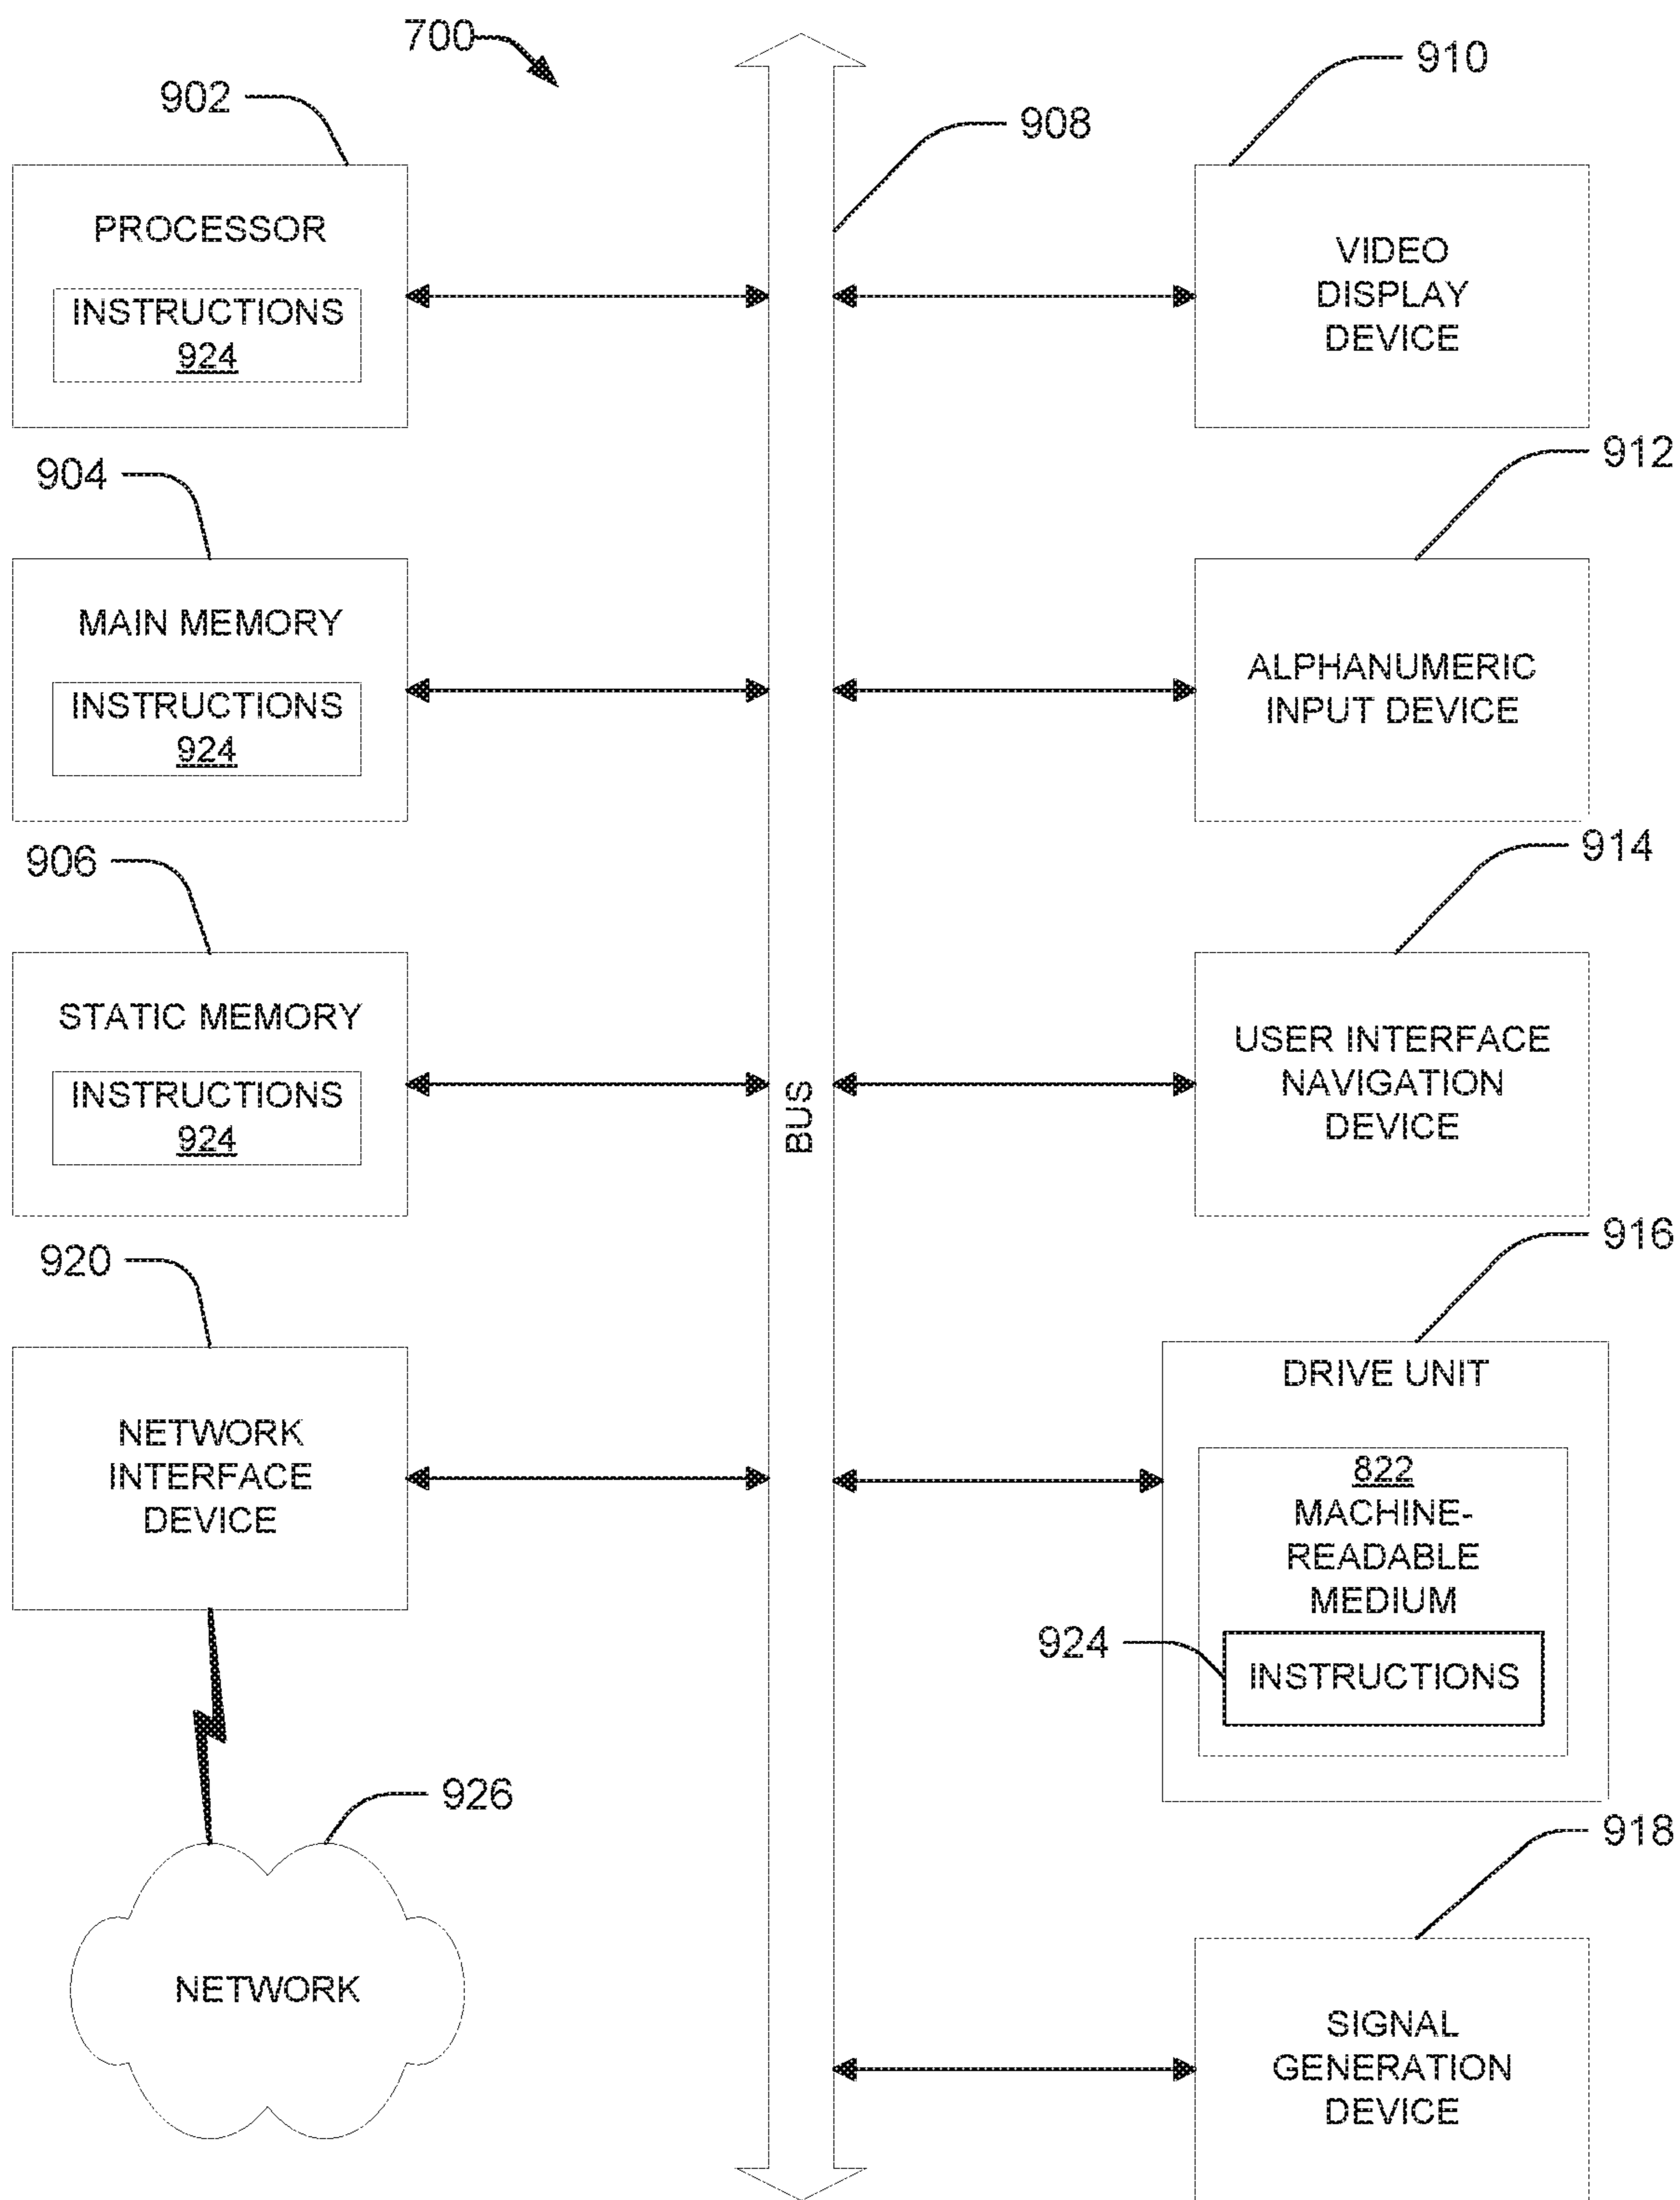 700
902
PROCESSOR
INSTRUCTIONS
924
904
MAIN MEMORY
INSTRUCTIONS
924
906
STATIC MEMORY
INSTRUCTIONS
924
920
NETWORK
INTERFACE
DEVICE
926
NETWORK
908
BUS
910
VIDEO
DISPLAY
DEVICE
912
ALPHANUMERIC
INPUT DEVICE
914
USER INTERFACE
NAVIGATION
DEVICE
916
DRIVE UNIT
822
MACHINE-
READABLE
MEDIUM
924
INSTRUCTIONS
918
SIGNAL
GENERATION
DEVICE